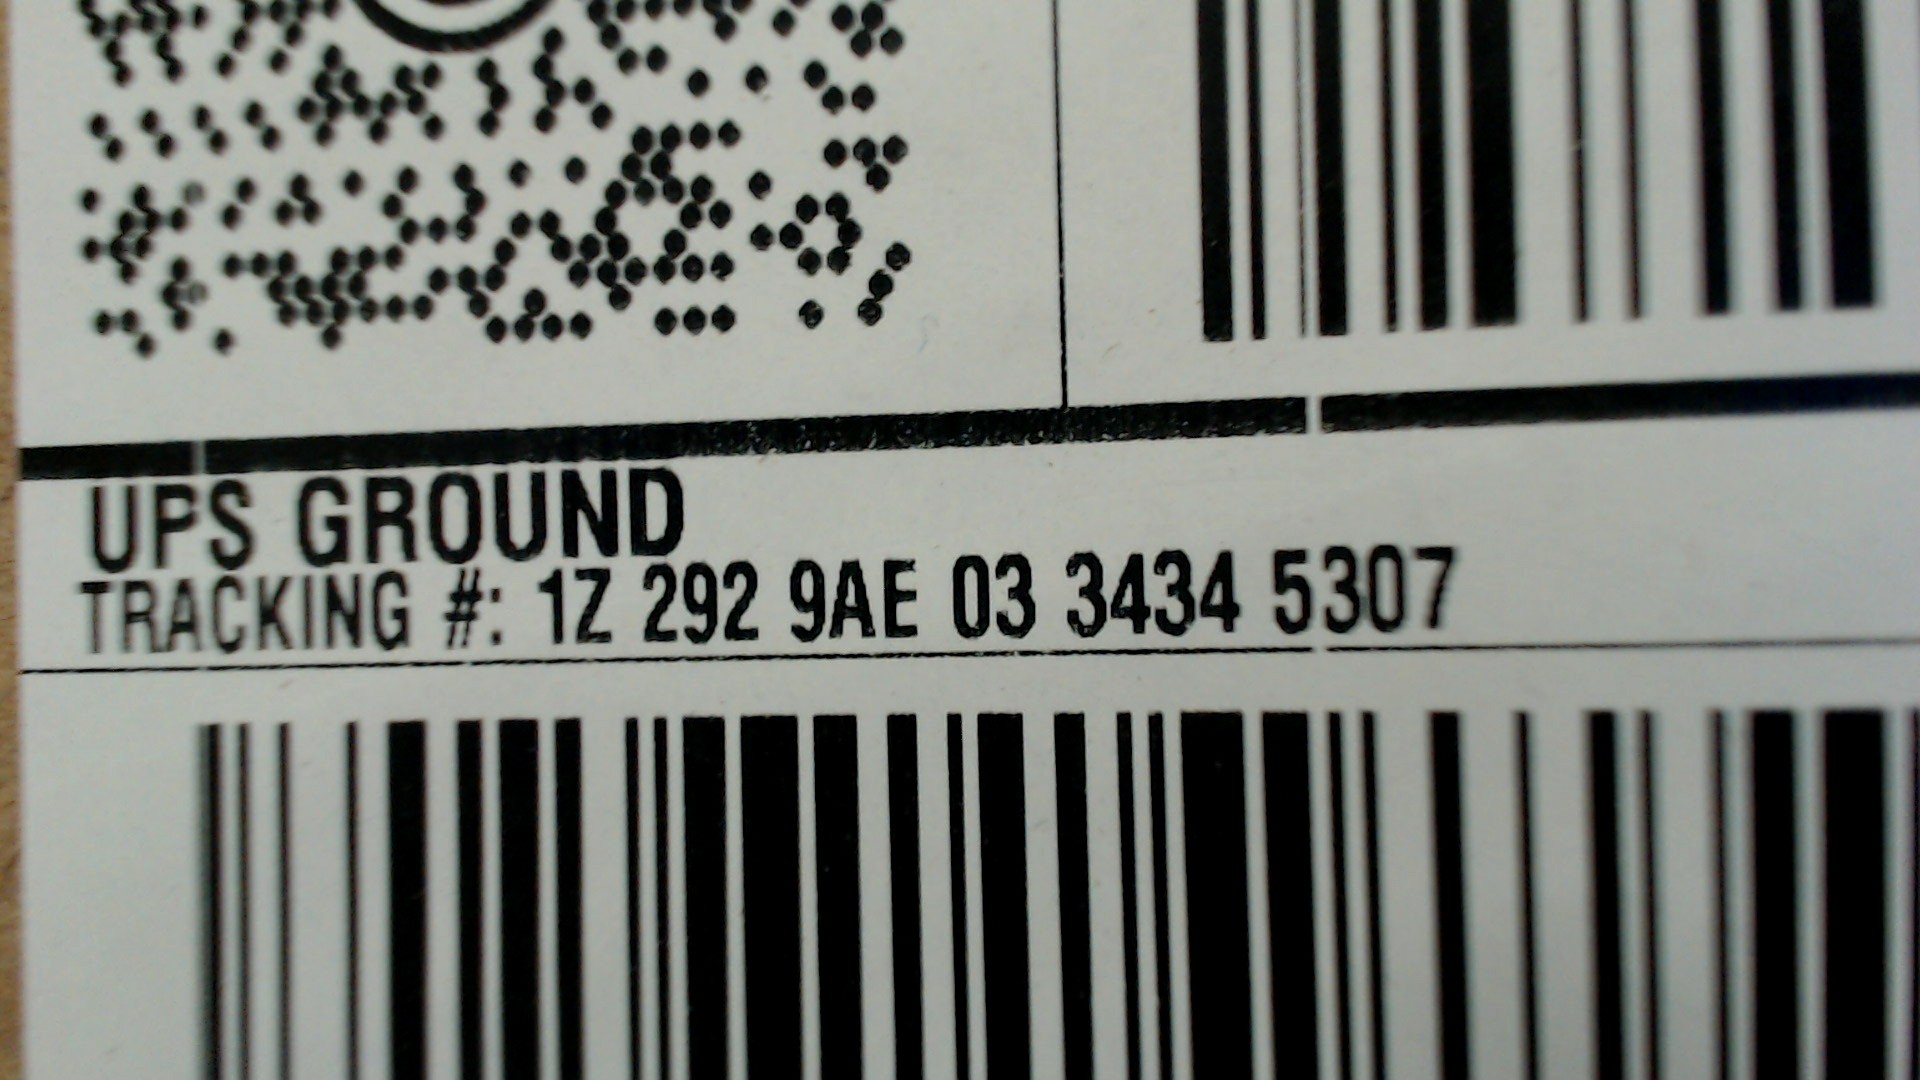 UPS GROUND
TRACKING #: 1Z 292 9AE 03 3434 5307